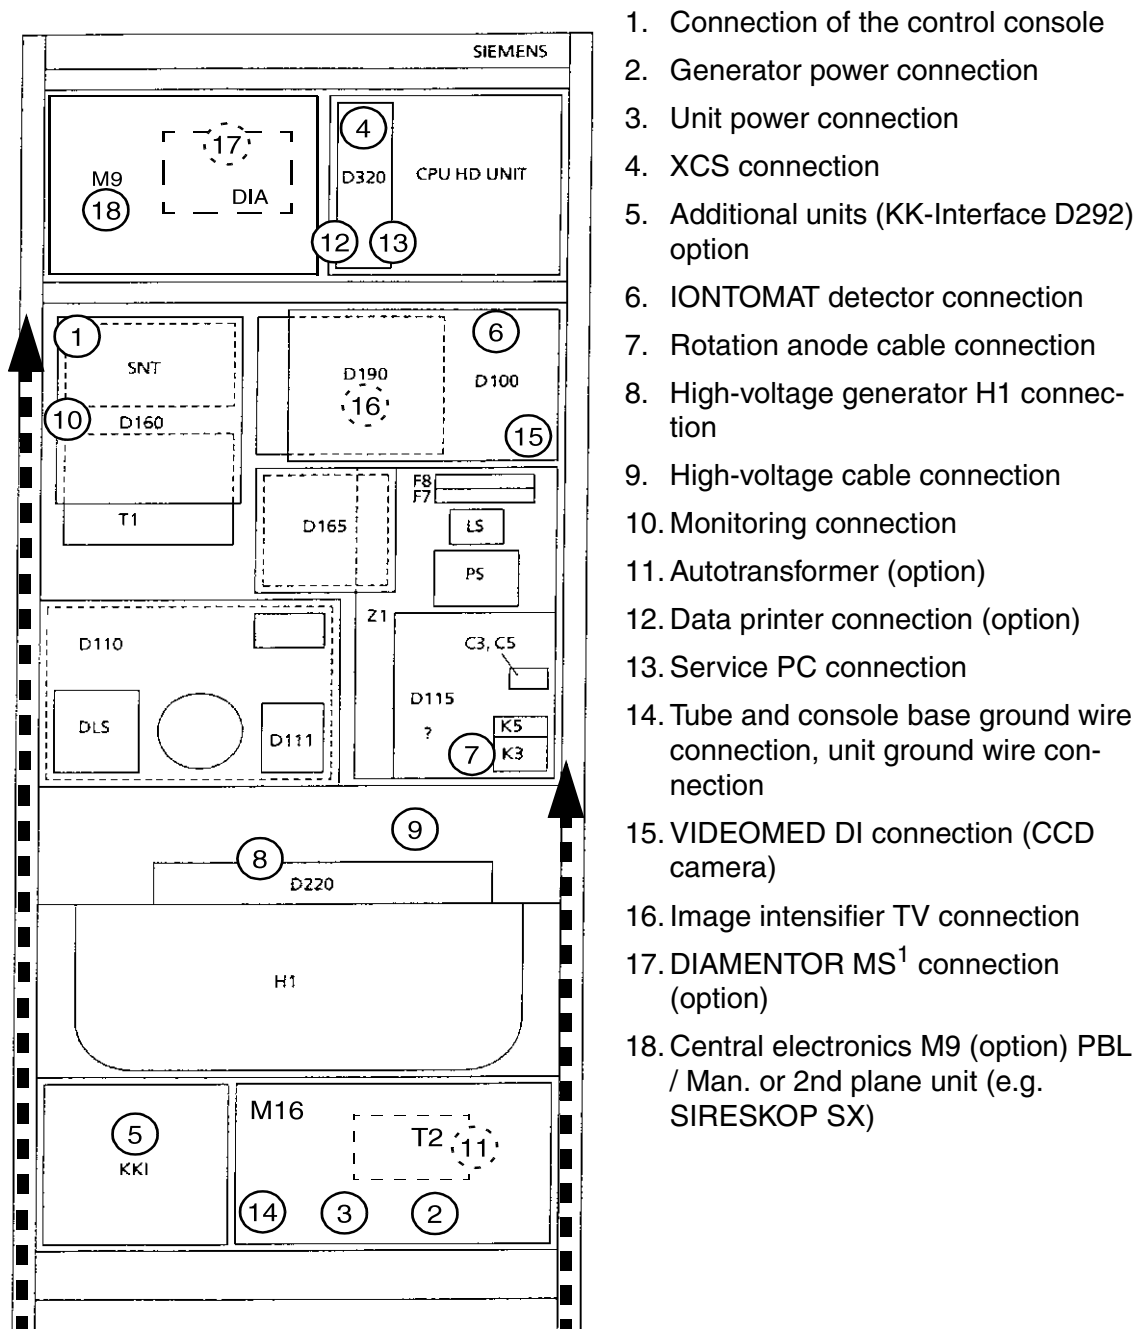 SIEMENS
17
4
M9
DIA
D320
CPU HD UNIT
18
12
13
1
6
SNT
D190
D100
16
10
D160
15
F8
F7
T1
D165
LS
PS
Z1
D110
C3, C5
D115
DLS
D111
?
K5
7
K3
9
8
D220
H1
M16
5
T2
11
KKI
14
3
2
1. Connection of the control console
2. Generator power connection
3. Unit power connection
4. XCS connection
5. Additional units (KK-Interface D292)
option
6. IONTOMAT detector connection
7. Rotation anode cable connection
8. High-voltage generator H1 connec-
tion
9. High-voltage cable connection
10. Monitoring connection
11. Autotransformer (option)
12. Data printer connection (option)
13. Service PC connection
14. Tube and console base ground wire
connection, unit ground wire con-
nection
15. VIDEOMED DI connection (CCD
camera)
16. Image intensifier TV connection
17. DIAMENTOR MS1 connection
(option)
18. Central electronics M9 (option) PBL
/ Man. or 2nd plane unit (e.g.
SIRESKOP SX)